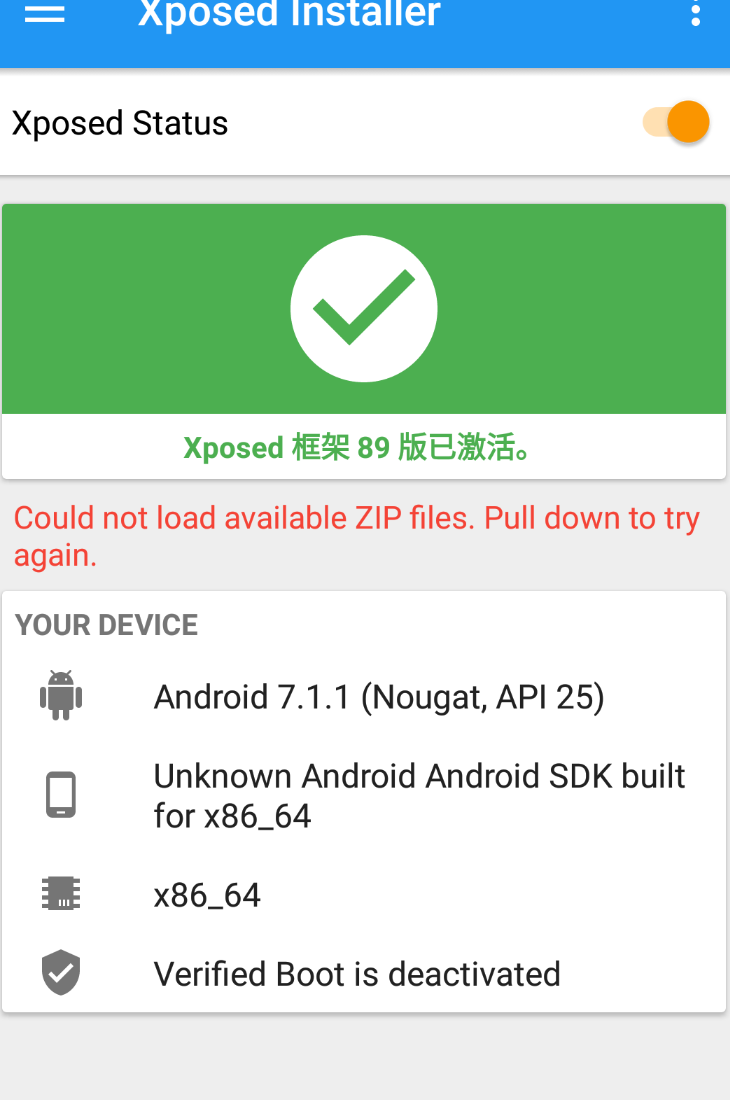 Xposed Installer
Xposed Status
Xposed 框架 89 版已激活。
Could not load available ZIP files. Pull down to try
again.
YOUR DEVICE
Android 7.1.1 (Nougat, API 25)
Unknown Android Android SDK built
for x86_64
x86_64
Verified Boot is deactivated